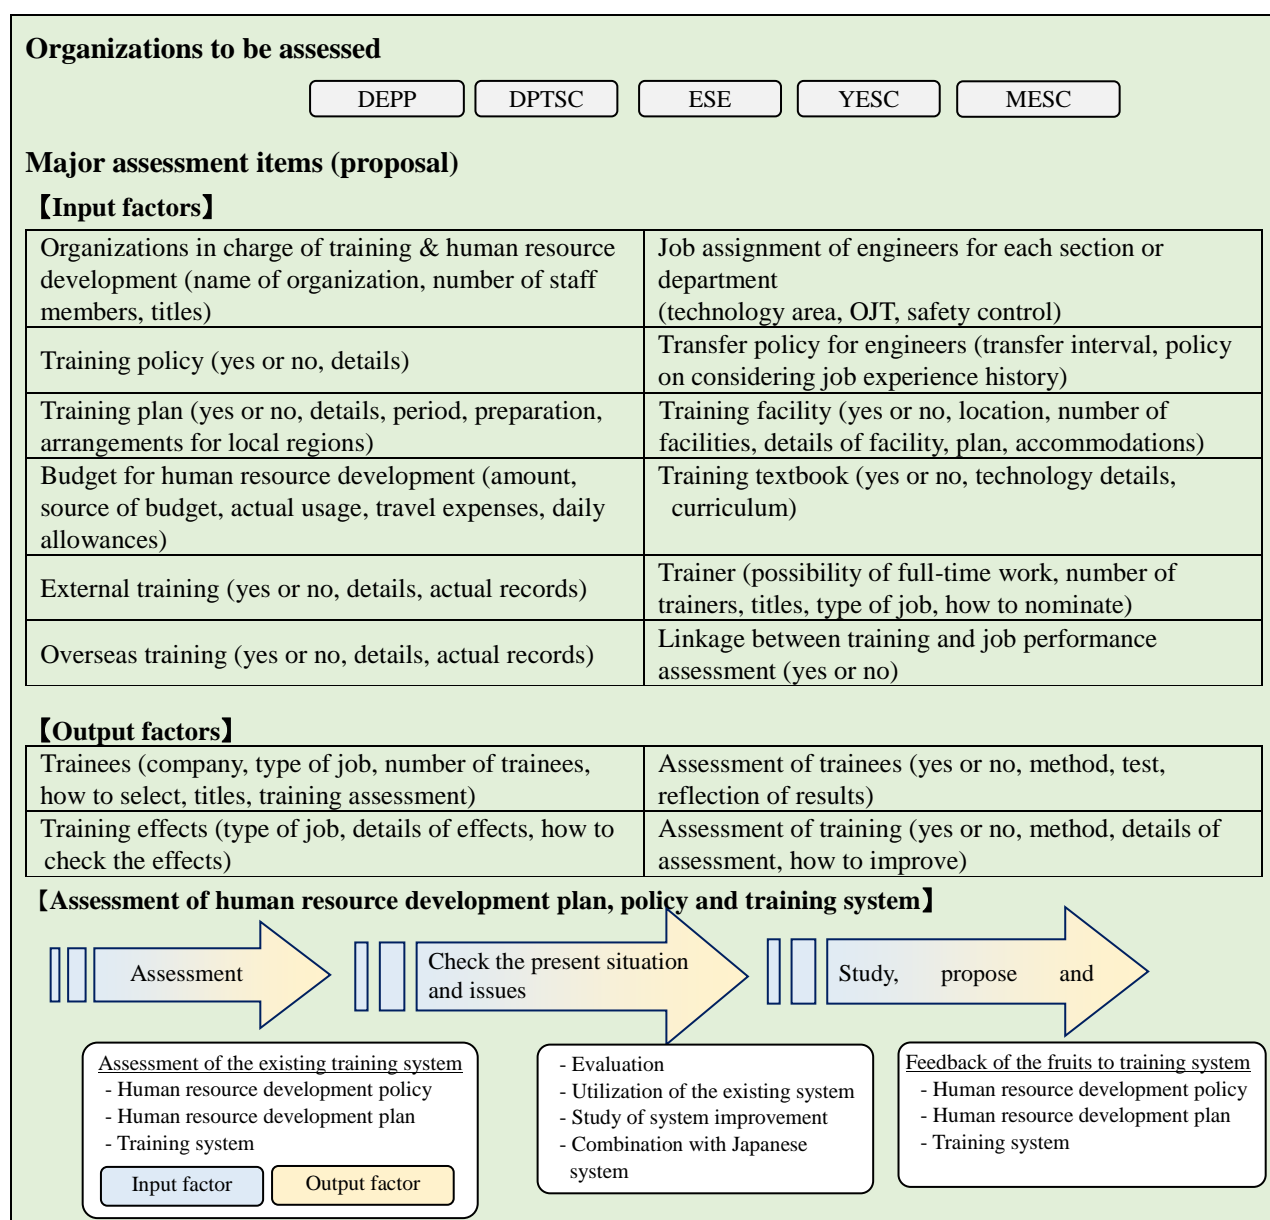 Organizations to be assessed
DEPP
DPTSC
ESE
YESC
MESC
Major assessment items (proposal)
【Input factors】
Organizations in charge of training & human resource
development (name of organization, number of staff
members, titles)
Job assignment of engineers for each section or
department
(technology area, OJT, safety control)
Training policy (yes or no, details)
Transfer policy for engineers (transfer interval, policy
on considering job experience history)
Training plan (yes or no, details, period, preparation,
arrangements for local regions)
Training facility (yes or no, location, number of
facilities, details of facility, plan, accommodations)
Budget for human resource development (amount,
source of budget, actual usage, travel expenses, daily
allowances)
Training textbook (yes or no, technology details,
curriculum)
External training (yes or no, details, actual records)
Trainer (possibility of full-time work, number of
trainers, titles, type of job, how to nominate)
Overseas training (yes or no, details, actual records)
Linkage between training and job performance
assessment (yes or no)
【Output factors】
Trainees (company, type of job, number of trainees,
how to select, titles, training assessment)
Assessment of trainees (yes or no, method, test,
reflection of results)
Training effects (type of job, details of effects, how to
check the effects)
Assessment of training (yes or no, method, details of
assessment, how to improve)
【Assessment of human resource development plan, policy and training system】
Assessment
Check the present situation
and issues
Study, propose and
Assessment of the existing training system
- Human resource development policy
- Human resource development plan
- Training system
Input factor
Output factor
- Evaluation
- Utilization of the existing system
- Study of system improvement
- Combination with Japanese
system
Feedback of the fruits to training system
- Human resource development policy
- Human resource development plan
- Training system